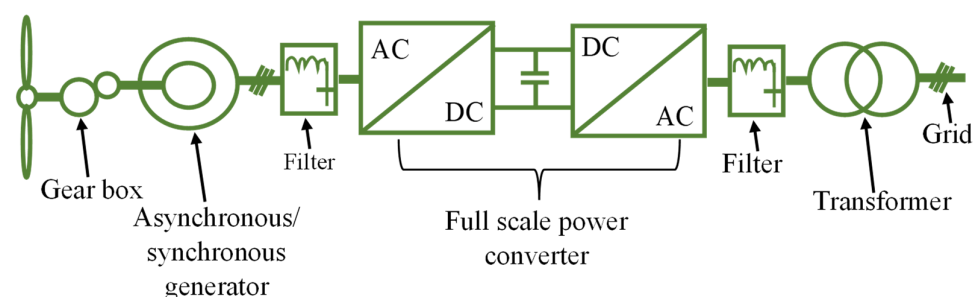 AC
DC
DC
AC
Filter
Filter
Grid
Gear box
Transformer
Asynchronous/
synchronous
generator
Full scale power
converter